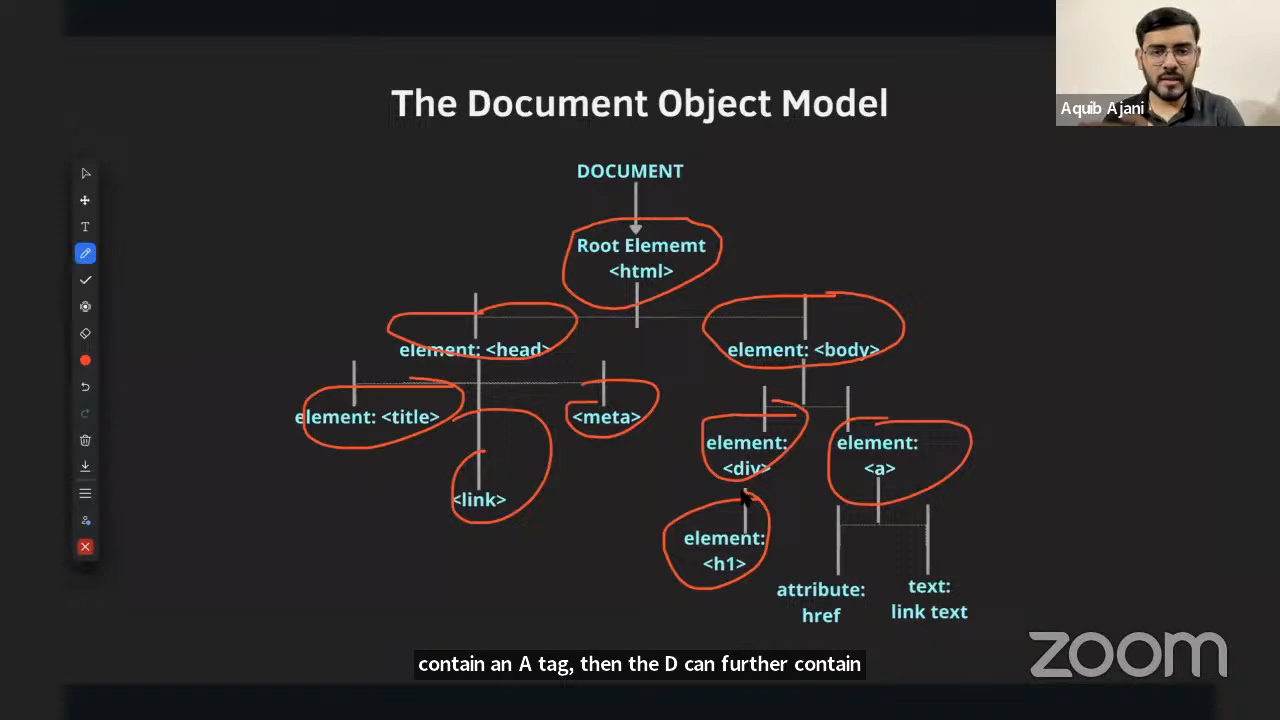 The Document Object Model
Aquib Ajani
DOCUMENT
Root Elememt
<html>
element: <head>
element: <body>
element: <title>
<meta>
element:
<div>
element:
<a>
<link>
element:
<h1>
attribute:
href
text:
link text
T
contain an A tag, then the D can further contain
zoom